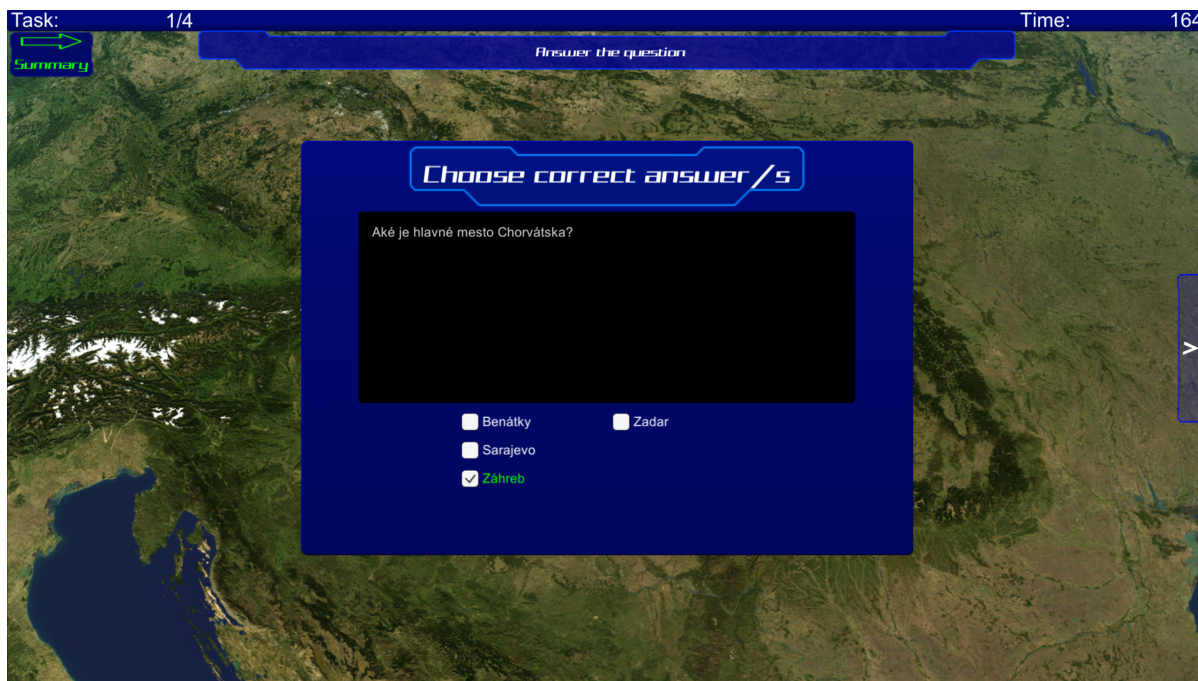 Task: 1/4 Time: 164
Summary
Answer the question
Choose correct answer/s
Aké je hlavné mesto Chorvátska?
Benátky Zadar
Sarajevo
Záhreb
>